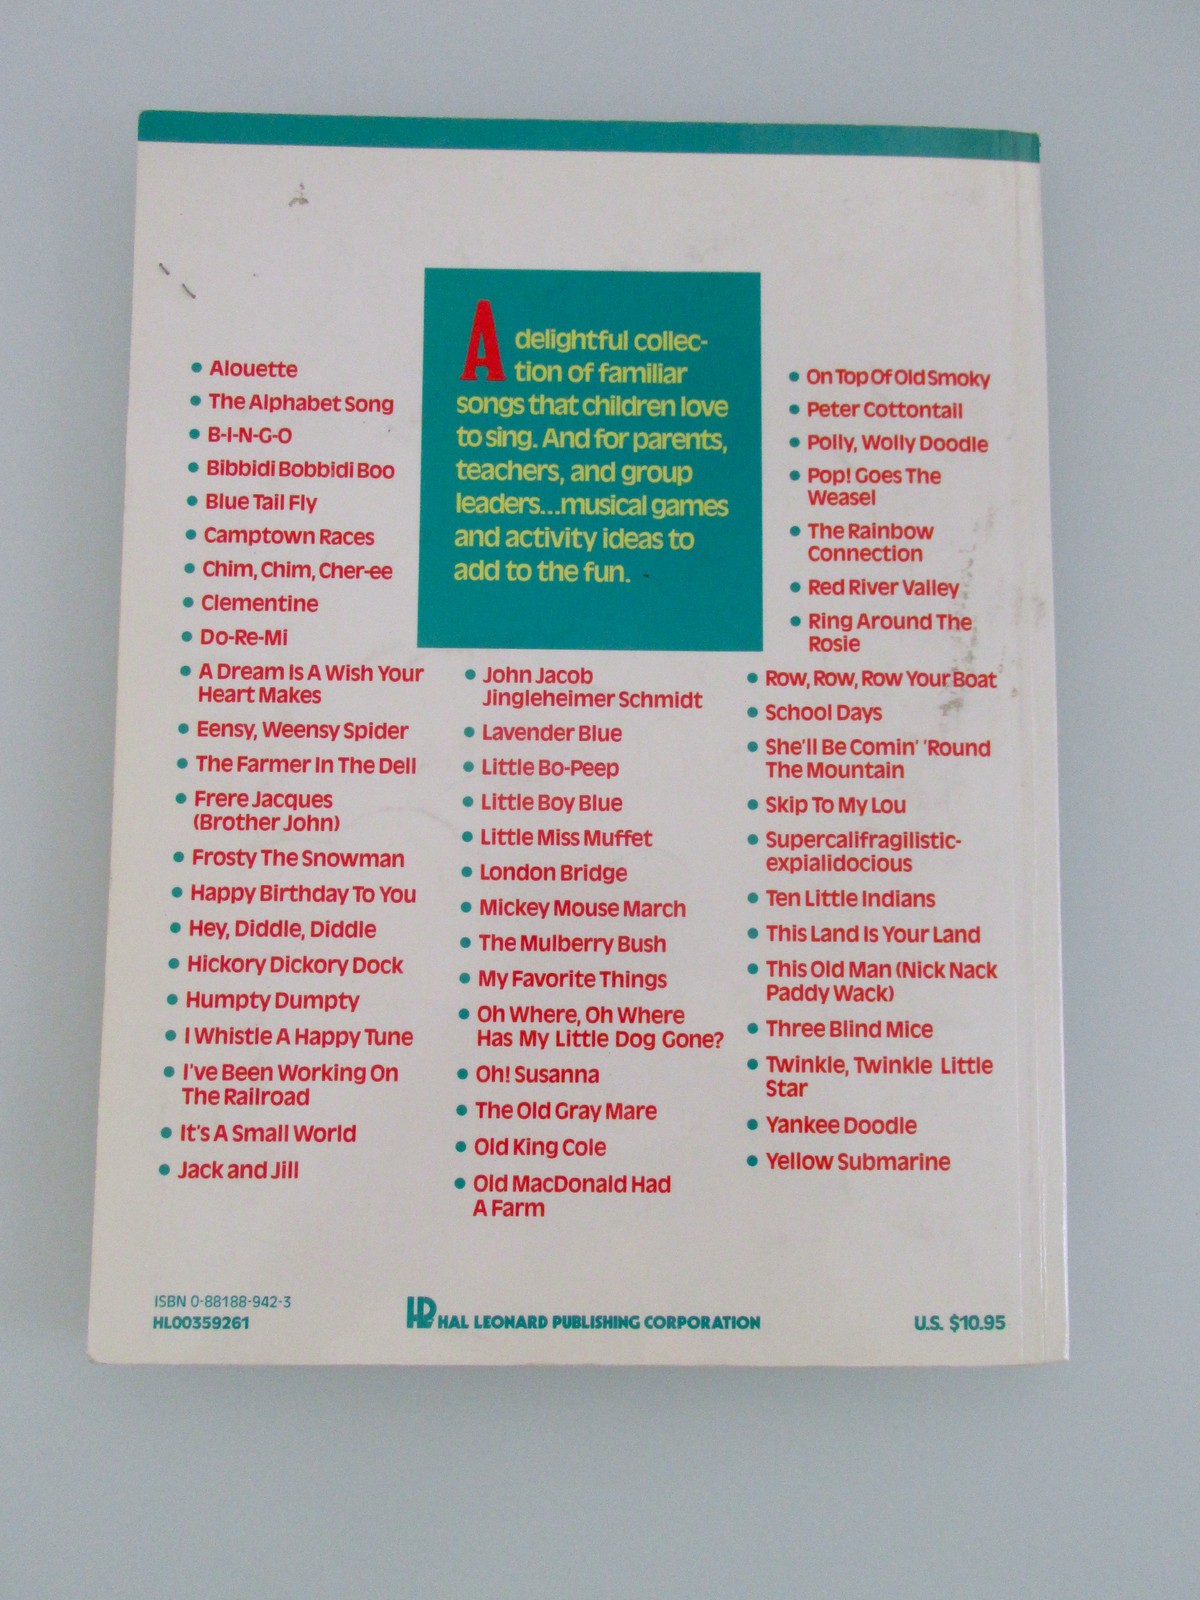 A delightful collec-
tion of familiar
songs that children love
to sing. And for parents,
teachers, and group
leaders...musical games
and activity ideas to
add to the fun.
• Alouette
• The Alphabet Song
• B-I-N-G-O
• Bibbidi Bobbidi Boo
• Blue Tail Fly
• Camptown Races
• Chim, Chim, Cher-ee
• Clementine
• Do-Re-Mi
• A Dream Is A Wish Your
Heart Makes
• Eensy, Weensy Spider
• The Farmer In The Dell
• Frere Jacques
(Brother John)
• Frosty The Snowman
• Happy Birthday To You
• Hey, Diddle, Diddle
• Hickory Dickory Dock
• Humpty Dumpty
• I Whistle A Happy Tune
• I've Been Working On
The Railroad
• It's A Small World
• Jack and Jill
• John Jacob
Jingleheimer Schmidt
• Lavender Blue
• Little Bo-Peep
• Little Boy Blue
• Little Miss Muffet
• London Bridge
• Mickey Mouse March
• The Mulberry Bush
• My Favorite Things
• Oh Where, Oh Where
Has My Little Dog Gone?
• Oh! Susanna
• The Old Gray Mare
• Old King Cole
• Old MacDonald Had
A Farm
• On Top Of Old Smoky
• Peter Cottontail
• Polly, Wolly Doodle
• Pop! Goes The
Weasel
• The Rainbow
Connection
• Red River Valley
• Ring Around The
Rosie
• Row, Row, Row Your Boat
• School Days
• She'll Be Comin' 'Round
The Mountain
• Skip To My Lou
• Supercalifragilistic-
expialidocious
• Ten Little Indians
• This Land Is Your Land
• This Old Man (Nick Nack
Paddy Wack)
• Three Blind Mice
• Twinkle, Twinkle Little
Star
• Yankee Doodle
• Yellow Submarine
ISBN 0-88188-942-3
HL00359261
HAL LEONARD PUBLISHING CORPORATION
U.S. $10.95